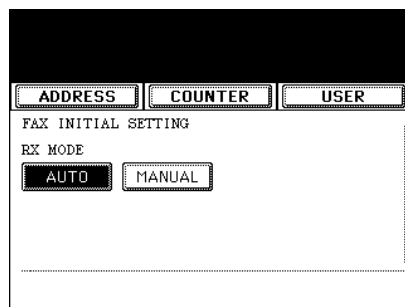 ADDRESS COUNTER USER
FAX INITIAL SETTING
RX MODE
AUTO MANUAL